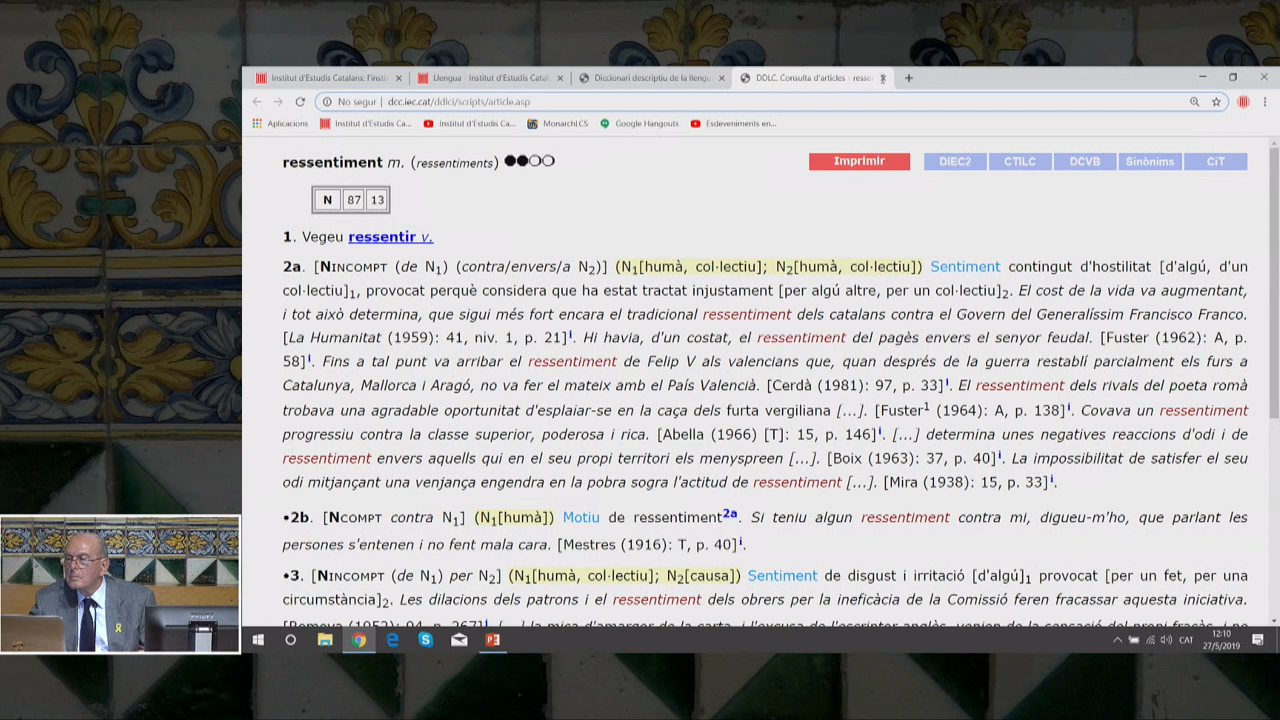 Institut d'Estudis Catalans: l'insti
Llengua - Institut d'Estudis Catal
Diccionari descriptiu de la llengu
DDLC. Consulta d'articles - resse
No segur | dcc.iec.cat/ddlci/scripts/article.asp
Aplicacions
Institut d'Estudis Ca...
Institut d'Estudis Ca...
MonarchLCS
Google Hangouts
Esdeveniments en...
ressentiment m. (ressentiments)
Imprimir
DIEC2
CTILC
DCVB
Sinònims
CiT
N 87 13
1. Vegeu ressentir v.
2a. [NINCOMPT (de N1) (contra/envers/a N2)] (N1[humà, col·lectiu]; N2[humà, col·lectiu]) Sentiment contingut d'hostilitat [d'algú, d'un
col·lectiu]1, provocat perquè considera que ha estat tractat injustament [per algú altre, per un col·lectiu]2. El cost de la vida va augmentant,
i tot això determina, que sigui més fort encara el tradicional ressentiment dels catalans contra el Govern del Generalíssim Francisco Franco.
[La Humanitat (1959): 41, niv. 1, p. 21]i. Hi havia, d'un costat, el ressentiment del pagès envers el senyor feudal. [Fuster (1962): A, p.
58]i. Fins a tal punt va arribar el ressentiment de Felip V als valencians que, quan després de la guerra restablí parcialment els furs a
Catalunya, Mallorca i Aragó, no va fer el mateix amb el País Valencià. [Cerdà (1981): 97, p. 33]i. El ressentiment dels rivals del poeta romà
trobava una agradable oportunitat d'esplaiar-se en la caça dels furta vergiliana [...]. [Fuster1 (1964): A, p. 138]i. Covava un ressentiment
progressiu contra la classe superior, poderosa i rica. [Abella (1966) [T]: 15, p. 146]i. [...] determina unes negatives reaccions d'odi i de
ressentiment envers aquells qui en el seu propi territori els menyspreen [...]. [Boix (1963): 37, p. 40]i. La impossibilitat de satisfer el seu
odi mitjançant una venjança engendra en la pobra sogra l'actitud de ressentiment [...]. [Mira (1938): 15, p. 33]i.
•2b. [NCOMPT contra N1] (N1[humà]) Motiu de ressentiment2a. Si teniu algun ressentiment contra mi, digueu-m'ho, que parlant les
persones s'entenen i no fent mala cara. [Mestres (1916): T, p. 40]i.
•3. [NINCOMPT (de N1) per N2] (N1[humà, col·lectiu]; N2[causa]) Sentiment de disgust i irritació [d'algú]1 provocat [per un fet, per una
circumstància]2. Les dilacions dels patrons i el ressentiment dels obrers per la ineficàcia de la Comissió feren fracassar aquesta iniciativa.
CAT
12:10
27/5/2019